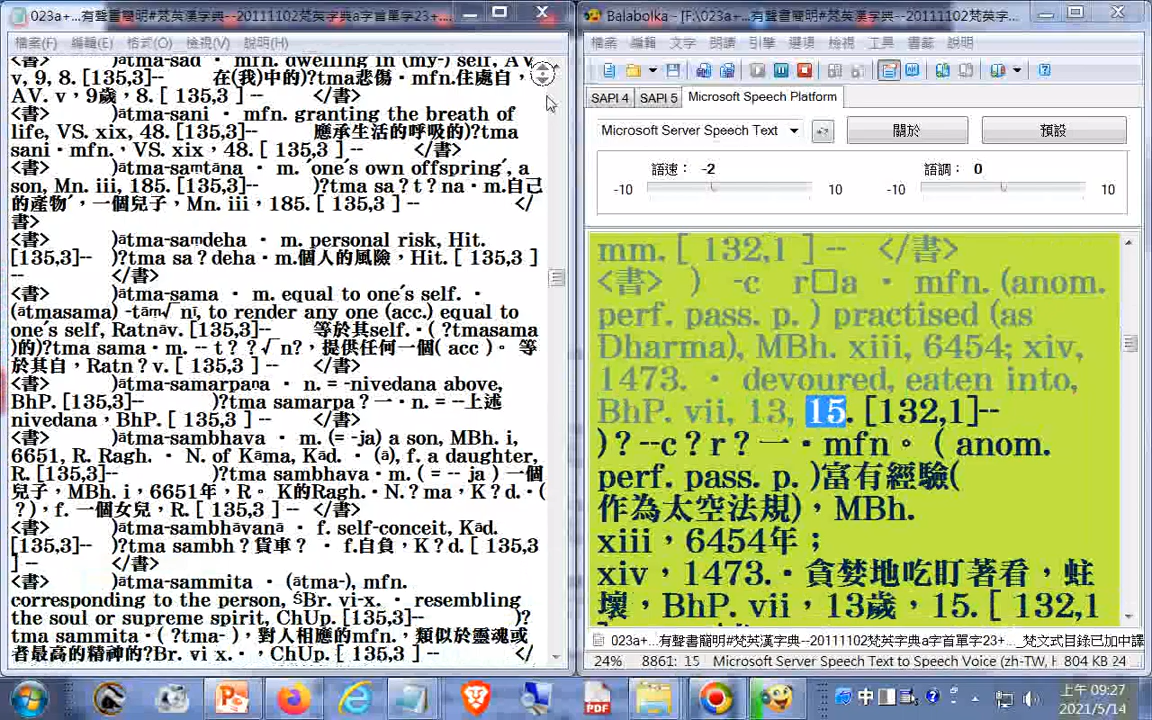 023a+...有聲書簡明#梵英漢字典--20111102梵英字典a字首單字23+...
檔案(F) 編輯(E) 格式(O) 檢視(V) 說明(H)
<書> )ātma-sad • mfn. dwelling in (my-) self, AV.
v, 9, 8. [135,3]-- 在(我)中的)?tma悲傷・mfn.住處自，
AV. v，9歲，8. [ 135,3 ] -- </書>
<書> )ātma-sani • mfn. granting the breath of
life, VS. xix, 48. [135,3]-- 應承生活的呼吸的)?tma
sani・mfn.，VS. xix，48. [ 135,3 ] -- </書>
<書> )ātma-saṃtāna • m. 'one's own offspring', a
son, Mn. iii, 185. [135,3]-- )?tma sa？t？na・m.自己
的產物′，一個兒子，Mn. iii，185. [ 135,3 ] -- </
書>
<書> )ātma-saṃdeha • m. personal risk, Hit.
[135,3]-- )?tma sa？deha・m.個人的風險，Hit. [ 135,3 ]
-- </書>
<書> )ātma-sama • m. equal to one's self. •
(ātmasama) -tāṃ√ nī, to render any one (acc.) equal to
one's self, Ratnāv. [135,3]-- 等於其self.・( ?tmasama
)的)?tma sama・m. -- t？？√ n?，提供任何一個( acc )。 等
於其自，Ratn？v. [ 135,3 ] -- </書>
<書> )ātma-samarpaṇa • n. = -nivedana above,
BhP. [135,3]-- )?tma samarpa？一・n. = --上述
nivedana，BhP. [ 135,3 ] -- </書>
<書> )ātma-sambhava • m. (= -ja) a son, MBh. i,
6651, R. Ragh. • N. of Kāma, Kād. • (ā), f. a daughter,
R. [135,3]-- )?tma sambhava・m. ( = -- ja ) 一個
兒子，MBh. i，6651年，R。 K的Ragh.・N.？ma，K？d.・(
？)，f. 一個女兒，R. [ 135,3 ] -- </書>
<書> )ātma-sambhāvanā • f. self-conceit, Kād.
[135,3]-- )?tma sambh？貨車？・f.自負，K？d. [ 135,3
] -- </書>
<書> )ātma-sammita • (ātma-), mfn.
corresponding to the person, ŚBr. vi-x. • resembling
the soul or supreme spirit, ChUp. [135,3]-- )?
tma sammita・( ?tma- )，對人相應的mfn.，類似於靈魂或
者最高的精神的?Br. vi x.・，ChUp. [ 135,3 ] -- </
Balabolka - [F:\023a+...有聲書簡明#梵英漢字典--20111102梵英字...
檔案 編輯 文字 朗讀 引擎 選項 檢視 工具 書籤 說明
SAPI 4 SAPI 5 Microsoft Speech Platform
Microsoft Server Speech Text 關於 預設
語速： -2 語調： 0
-10 10 -10 10
mm. [ 132,1 ] -- </書>
<書> ) -c r□a • mfn. (anom.
perf. pass. p. ) practised (as
Dharma), MBh. xiii, 6454; xiv,
1473. • devoured, eaten into,
BhP. vii, 13, 15. [132,1]--
)？--c？r？一・mfn。 ( anom.
perf. pass. p. )富有經驗(
作為太空法規)，MBh.
xiii，6454年；
xiv，1473.・貪婪地吃盯著看，蛀
壞，BhP. vii，13歲，15. [ 132,1
023a+...有聲書簡明#梵英漢字典--20111102梵英字典a字首單字23+..._梵文式目錄已加中譯
24% 8861: 15 Microsoft Server Speech Text to Speech Voice (zh-TW, H 804 KB 24
中
上午 09:27
2021/5/14